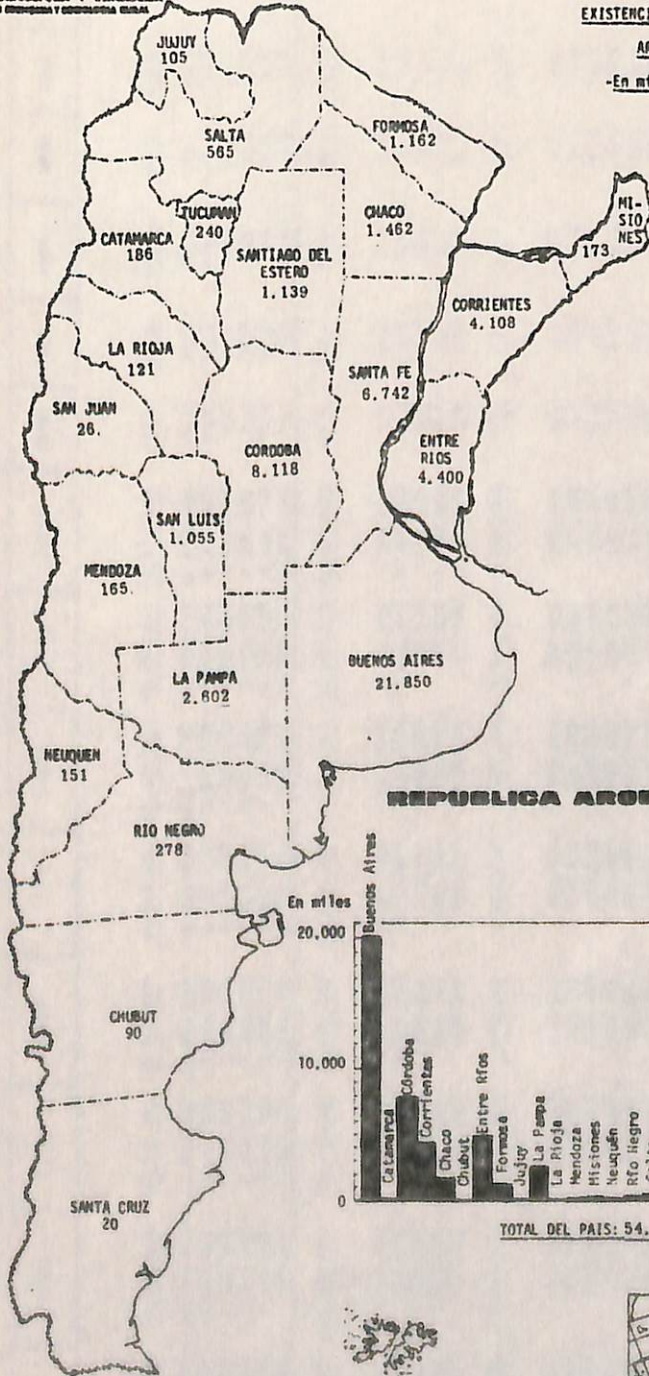 EXISTENCI
-En mi
JUJUY
105
SALTA
565
FORMOSA
1.162
TUCUMAN
240
CHACO
1.462
MI-
SIO
NES
173
CATAMARCA
186
SANTIAGO DEL
ESTERO
1.139
CORRIENTES
4.108
LA RIOJA
121
SANTA FE
6.742
SAN JUAN
26.
CORDOBA
8.118
ENTRE
RIOS
4.400
SAN LUIS
1.055
MENDOZA
165.
BUENOS AIRES
21.850
LA PAMPA
2.602
NEUQUEN
151
RIO NEGRO
278
CHUBUT
90
SANTA CRUZ
20
REPUBLICA
En miles
20.000
10.000
0
Buenos Aires
Catamarca
Córdoba
Corrientes
Chaco
Chubut
Entre Ríos
Formosa
Jujuy
La Pampa
La Rioja
Mendoza
Misiones
Neuquén
Río Negro
TOTAL DEL PAIS: 54.